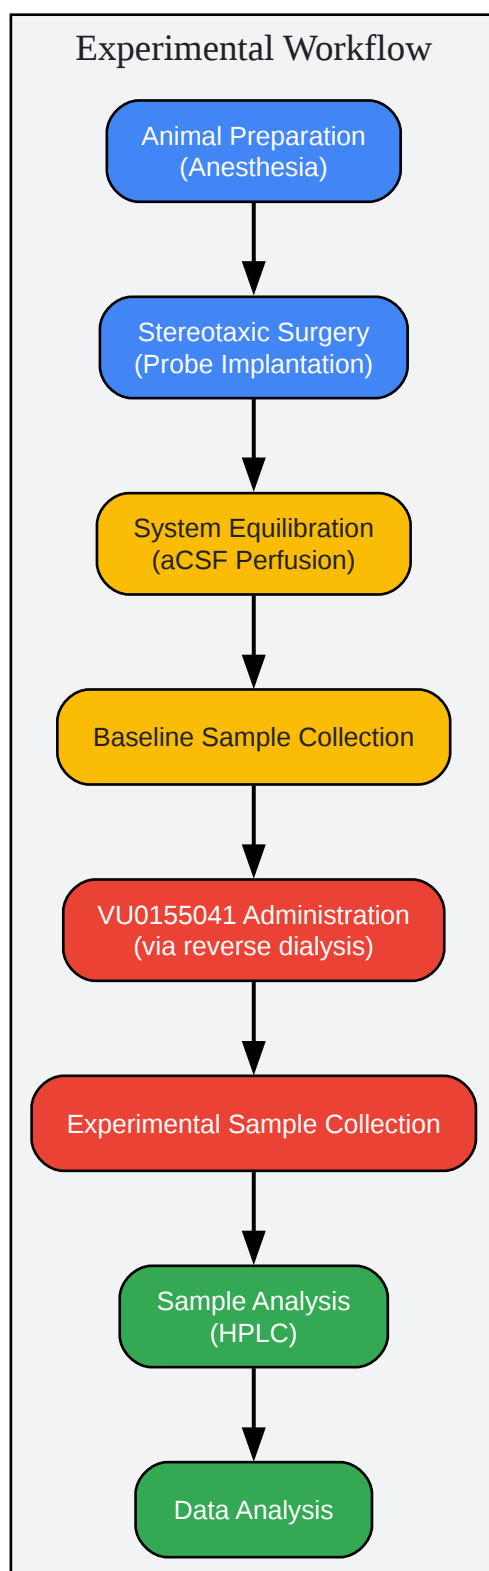 Experimental Workflow
Animal Preparation
(Anesthesia)
Stereotaxic Surgery
(Probe Implantation)
System Equilibration
(aCSF Perfusion)
Baseline Sample Collection
VU0155041 Administration
(via reverse dialysis)
Experimental Sample Collection
Sample Analysis
(HPLC)
Data Analysis